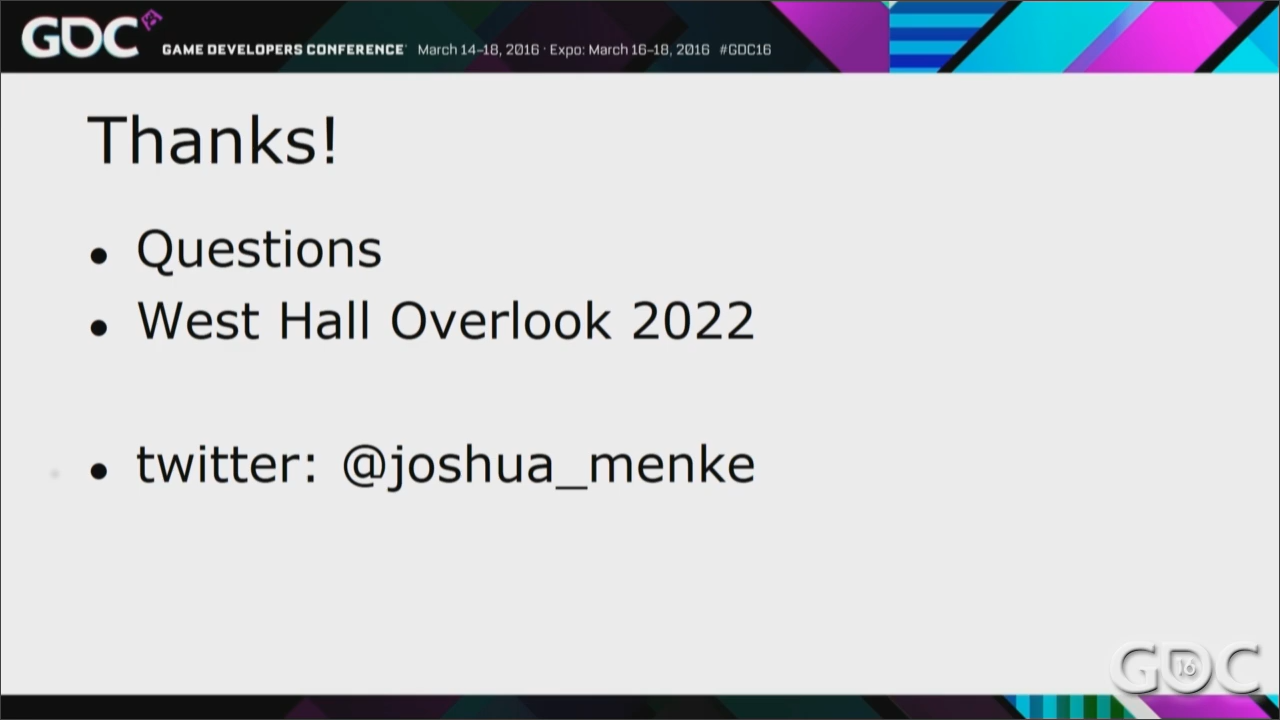 GDC
GAME DEVELOPERS CONFERENCE March 14-18, 2016 · Expo: March 16-18, 2016 #GDC16
Thanks!
• Questions
• West Hall Overlook 2022
• twitter: @joshua_menke
GDC 16